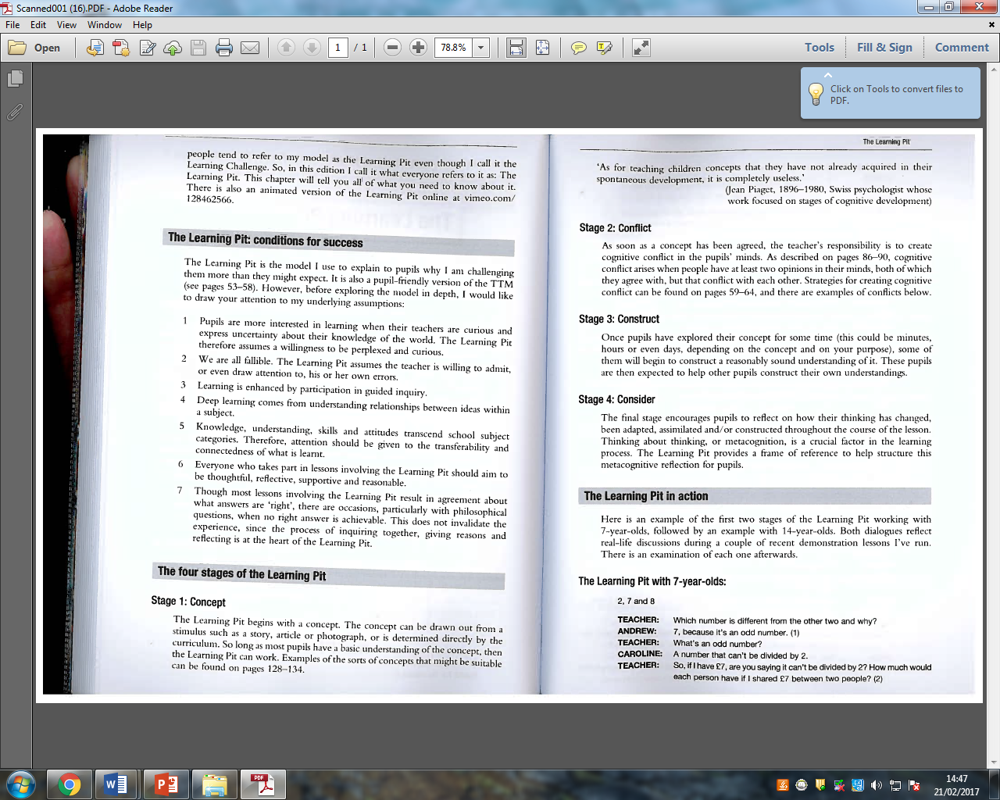 Scanned001 (16).PDF - Adobe Reader
File Edit View Window Help
Open
1 / 1
78.8%
Tools Fill & Sign Comment
Click on Tools to convert files to
PDF.
people tend to refer to my model as the Learning Pit even though I call it the
Learning Challenge. So, in this edition I call it what everyone refers to it as: The
Learning Pit. This chapter will tell you all of what you need to know about it.
There is also an animated version of the Learning Pit online at vimeo.com/
128462566.
The Learning Pit: conditions for success
The Learning Pit is the model I use to explain to pupils why I am challenging
them more than they might expect. It is also a pupil-friendly version of the TTM
(see pages 53–58). However, before exploring the model in depth, I would like
to draw your attention to my underlying assumptions:
1 Pupils are more interested in learning when their teachers are curious and
express uncertainty about their knowledge of the world. The Learning Pit
therefore assumes a willingness to be perplexed and curious.
2 We are all fallible. The Learning Pit assumes the teacher is willing to admit,
or even draw attention to, his or her own errors.
3 Learning is enhanced by participation in guided inquiry.
4 Deep learning comes from understanding relationships between ideas within
a subject.
5 Knowledge, understanding, skills and attitudes transcend school subject
categories. Therefore, attention should be given to the transferability and
connectedness of what is learnt.
6 Everyone who takes part in lessons involving the Learning Pit should aim to
be thoughtful, reflective, supportive and reasonable.
7 Though most lessons involving the Learning Pit result in agreement about
what answers are 'right', there are occasions, particularly with philosophical
questions, when no right answer is achievable. This does not invalidate the
experience, since the process of inquiring together, giving reasons and
reflecting is at the heart of the Learning Pit.
The four stages of the Learning Pit
Stage 1: Concept
The Learning Pit begins with a concept. The concept can be drawn out from a
stimulus such as a story, article or photograph, or is determined directly by the
curriculum. So long as most pupils have a basic understanding of the concept, then
the Learning Pit can work. Examples of the sorts of concepts that might be suitable
can be found on pages 128–134.
The Learning Pit
'As for teaching children concepts that they have not already acquired in their
spontaneous development, it is completely useless.'
(Jean Piaget, 1896–1980, Swiss psychologist whose
work focused on stages of cognitive development)
Stage 2: Conflict
As soon as a concept has been agreed, the teacher's responsibility is to create
cognitive conflict in the pupils' minds. As described on pages 86–90, cognitive
conflict arises when people have at least two opinions in their minds, both of which
they agree with, but that conflict with each other. Strategies for creating cognitive
conflict can be found on pages 59–64, and there are examples of conflicts below.
Stage 3: Construct
Once pupils have explored their concept for some time (this could be minutes,
hours or even days, depending on the concept and on your purpose), some of
them will begin to construct a reasonably sound understanding of it. These pupils
are then expected to help other pupils construct their own understandings.
Stage 4: Consider
The final stage encourages pupils to reflect on how their thinking has changed,
been adapted, assimilated and/or constructed throughout the course of the lesson.
Thinking about thinking, or metacognition, is a crucial factor in the learning
process. The Learning Pit provides a frame of reference to help structure this
metacognitive reflection for pupils.
The Learning Pit in action
Here is an example of the first two stages of the Learning Pit working with
7-year-olds, followed by an example with 14-year-olds. Both dialogues reflect
real-life discussions during a couple of recent demonstration lessons I've run.
There is an examination of each one afterwards.
The Learning Pit with 7-year-olds:
2, 7 and 8
TEACHER: Which number is different from the other two and why?
ANDREW: 7, because it's an odd number. (1)
TEACHER: What's an odd number?
CAROLINE: A number that can't be divided by 2.
TEACHER: So, if I have £7, are you saying it can't be divided by 2? How much would
each person have if I shared £7 between two people? (2)
14:47
21/02/2017